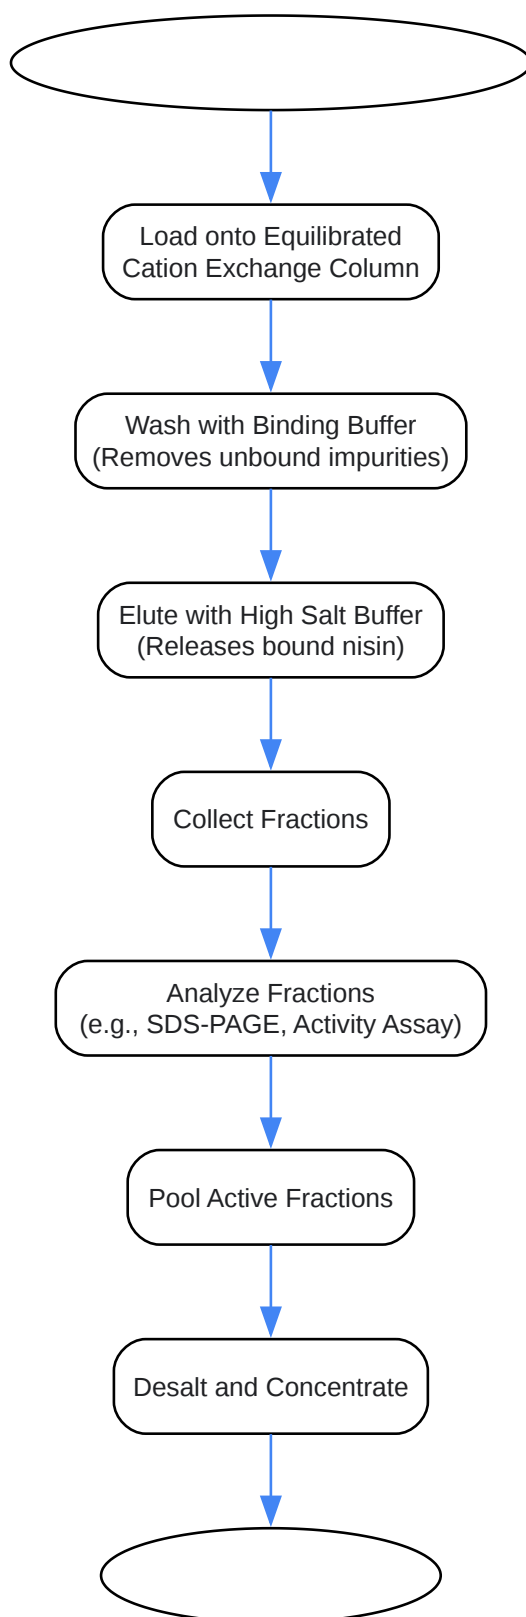 Load onto Equilibrated
Cation Exchange Column
Wash with Binding Buffer
(Removes unbound impurities)
Elute with High Salt Buffer
(Releases bound nisin)
Collect Fractions
Analyze Fractions
(e.g., SDS-PAGE, Activity Assay)
Pool Active Fractions
Desalt and Concentrate